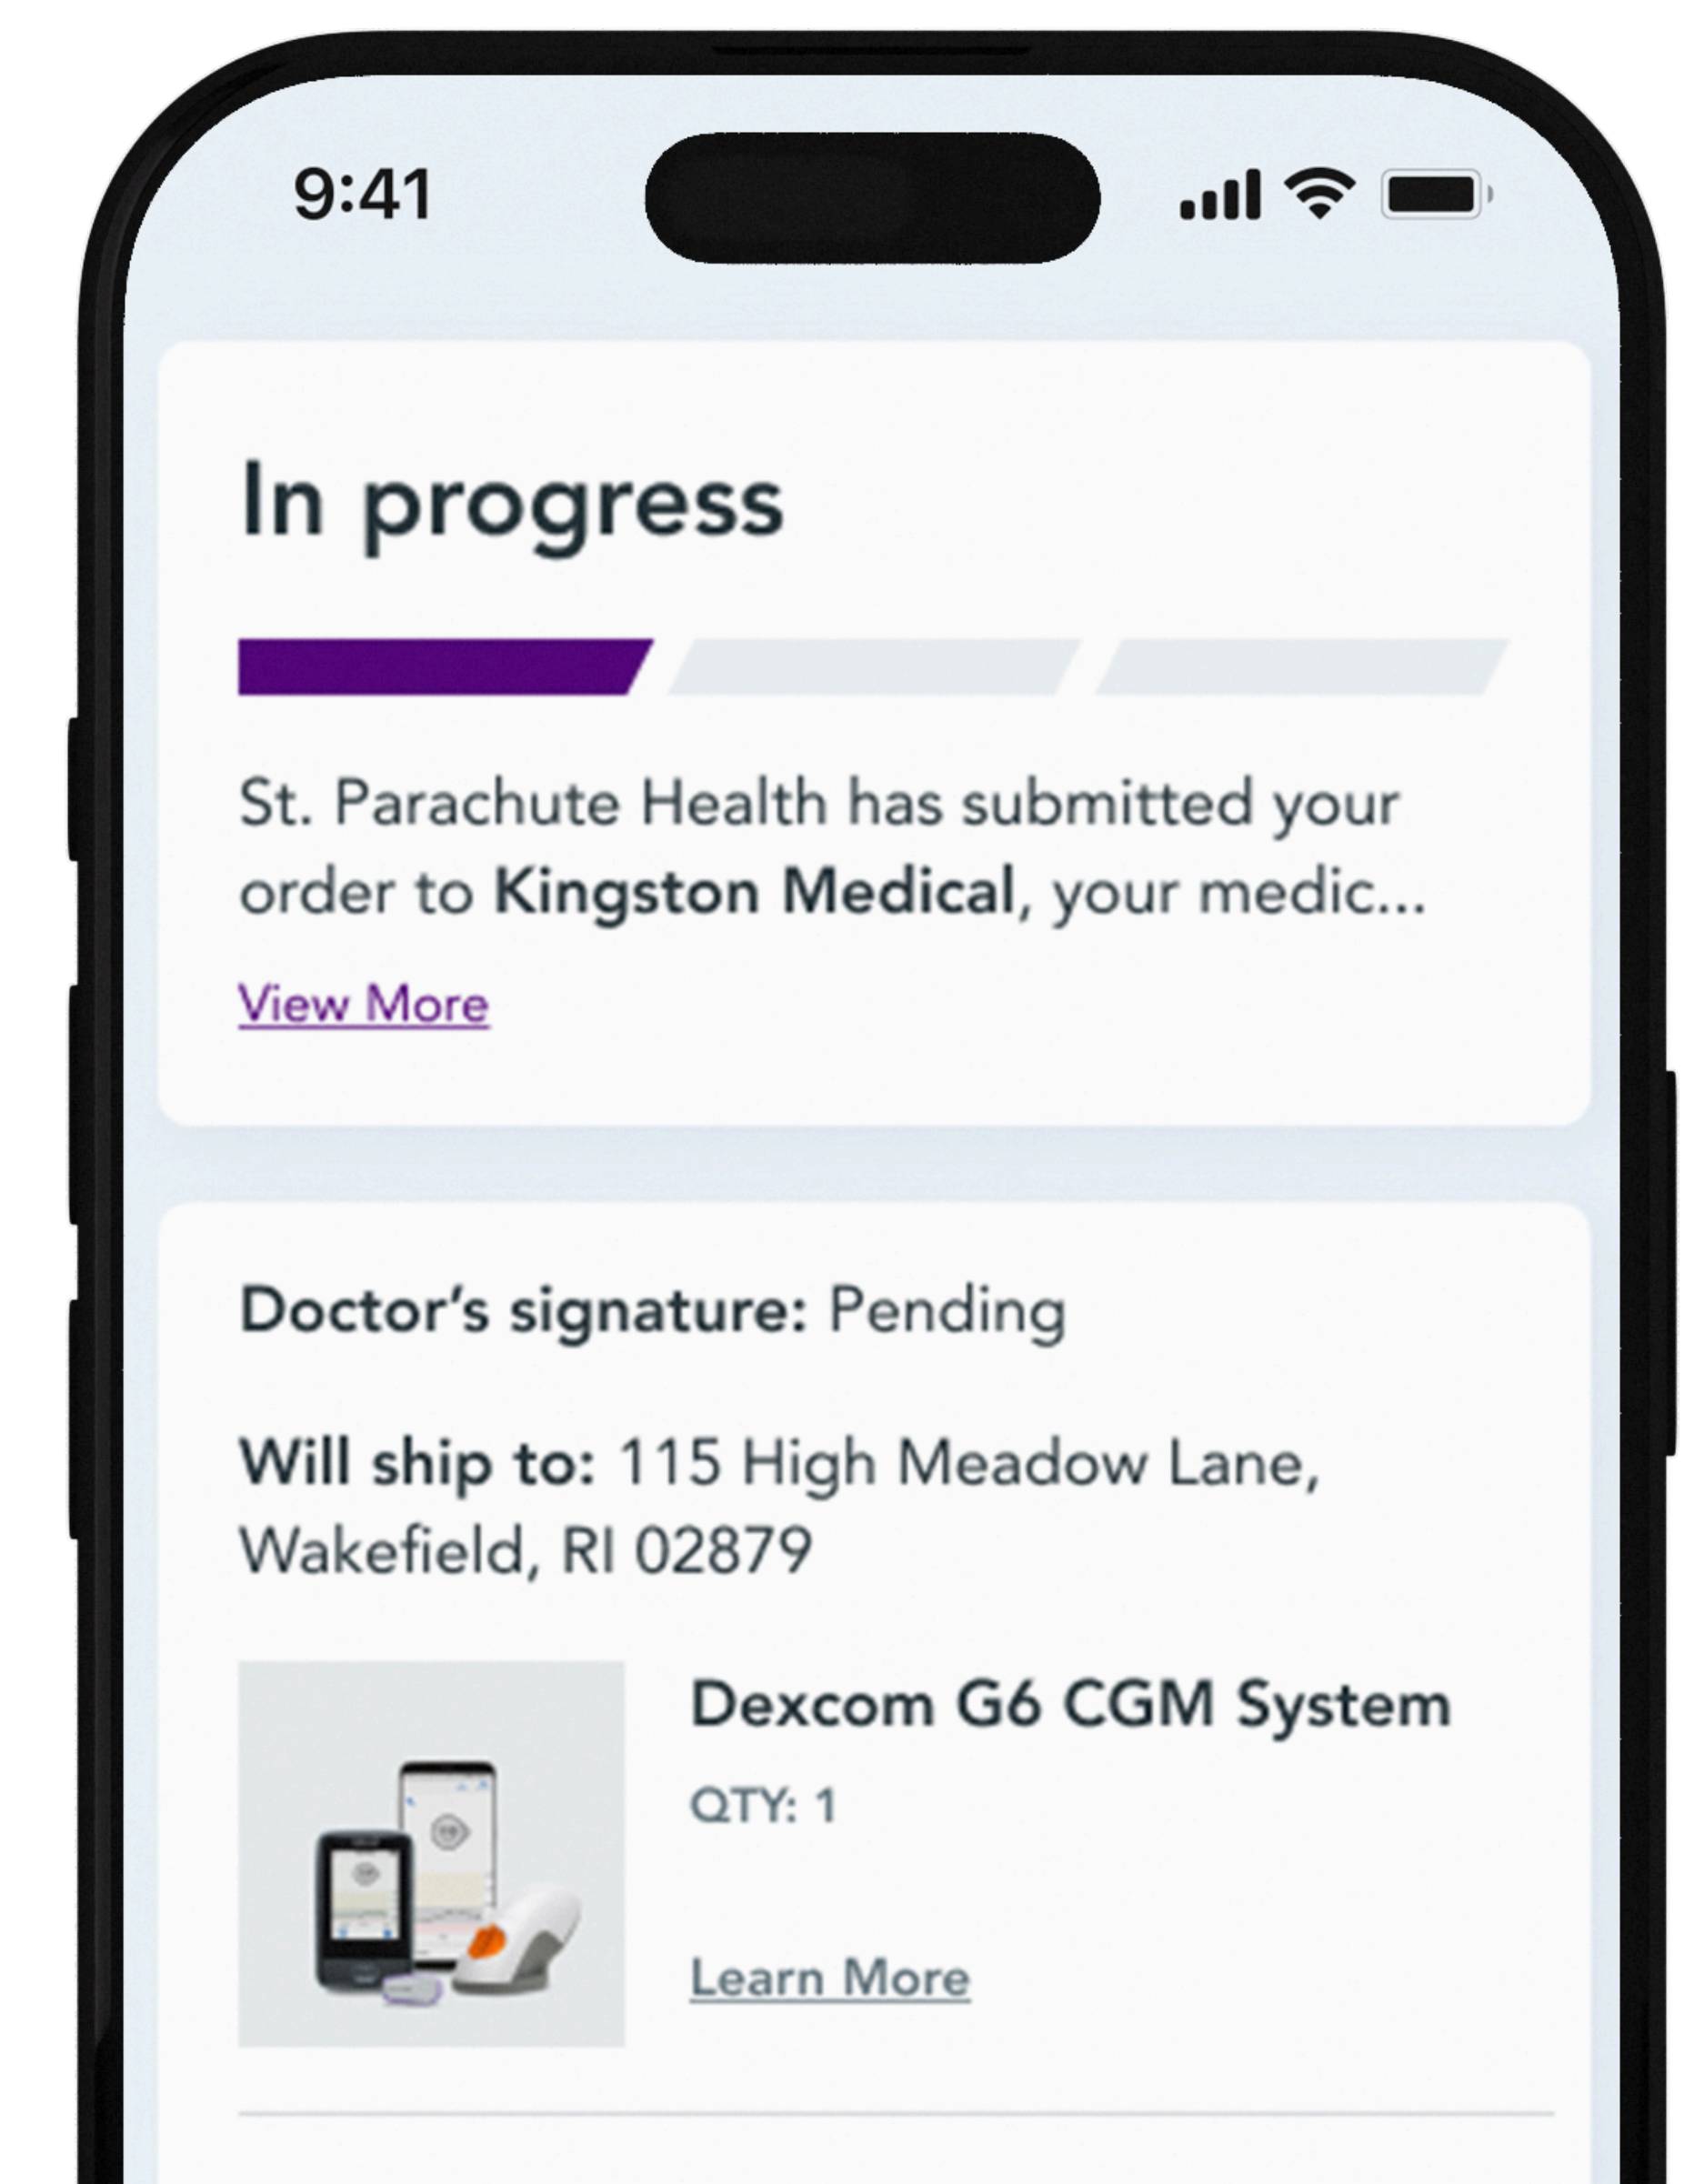 9:41
In progress
St. Parachute Health has submitted your
order to Kingston Medical, your medic...
View More
Doctor’s signature: Pending
Will ship to: 115 High Meadow Lane,
Wakefield, RI 02879
Dexcom G6 CGM System
QTY: 1
Learn More